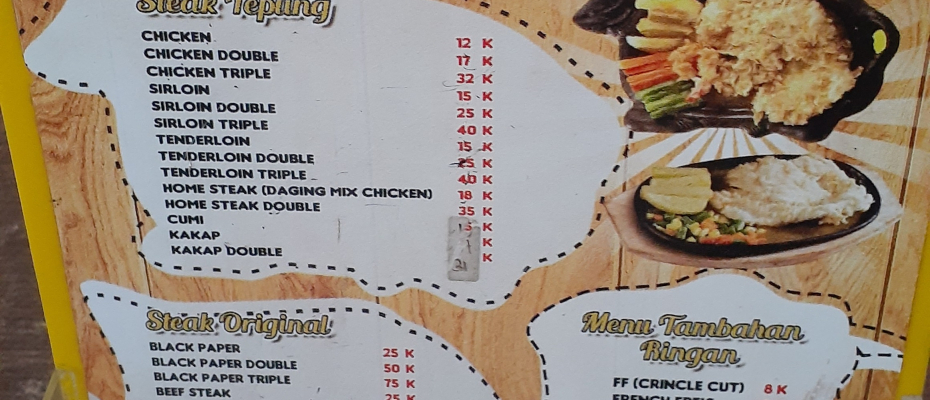 Steak Tepung
CHICKEN 12 K
CHICKEN DOUBLE 17 K
CHICKEN TRIPLE 32 K
SIRLOIN 15 K
SIRLOIN DOUBLE 25 K
SIRLOIN TRIPLE 40 K
TENDERLOIN 15 K
TENDERLOIN DOUBLE 25 K
TENDERLOIN TRIPLE 40 K
HOME STEAK (DAGING MIX CHICKEN) 18 K
HOME STEAK DOUBLE 35 K
CUMI K
KAKAP K
KAKAP DOUBLE K
Steak Original
BLACK PAPER 25 K
BLACK PAPER DOUBLE 50 K
BLACK PAPER TRIPLE 75 K
BEEF STEAK 25 K
Menu Tambahan
Ringan
FF (CRINCLE CUT) 8 K